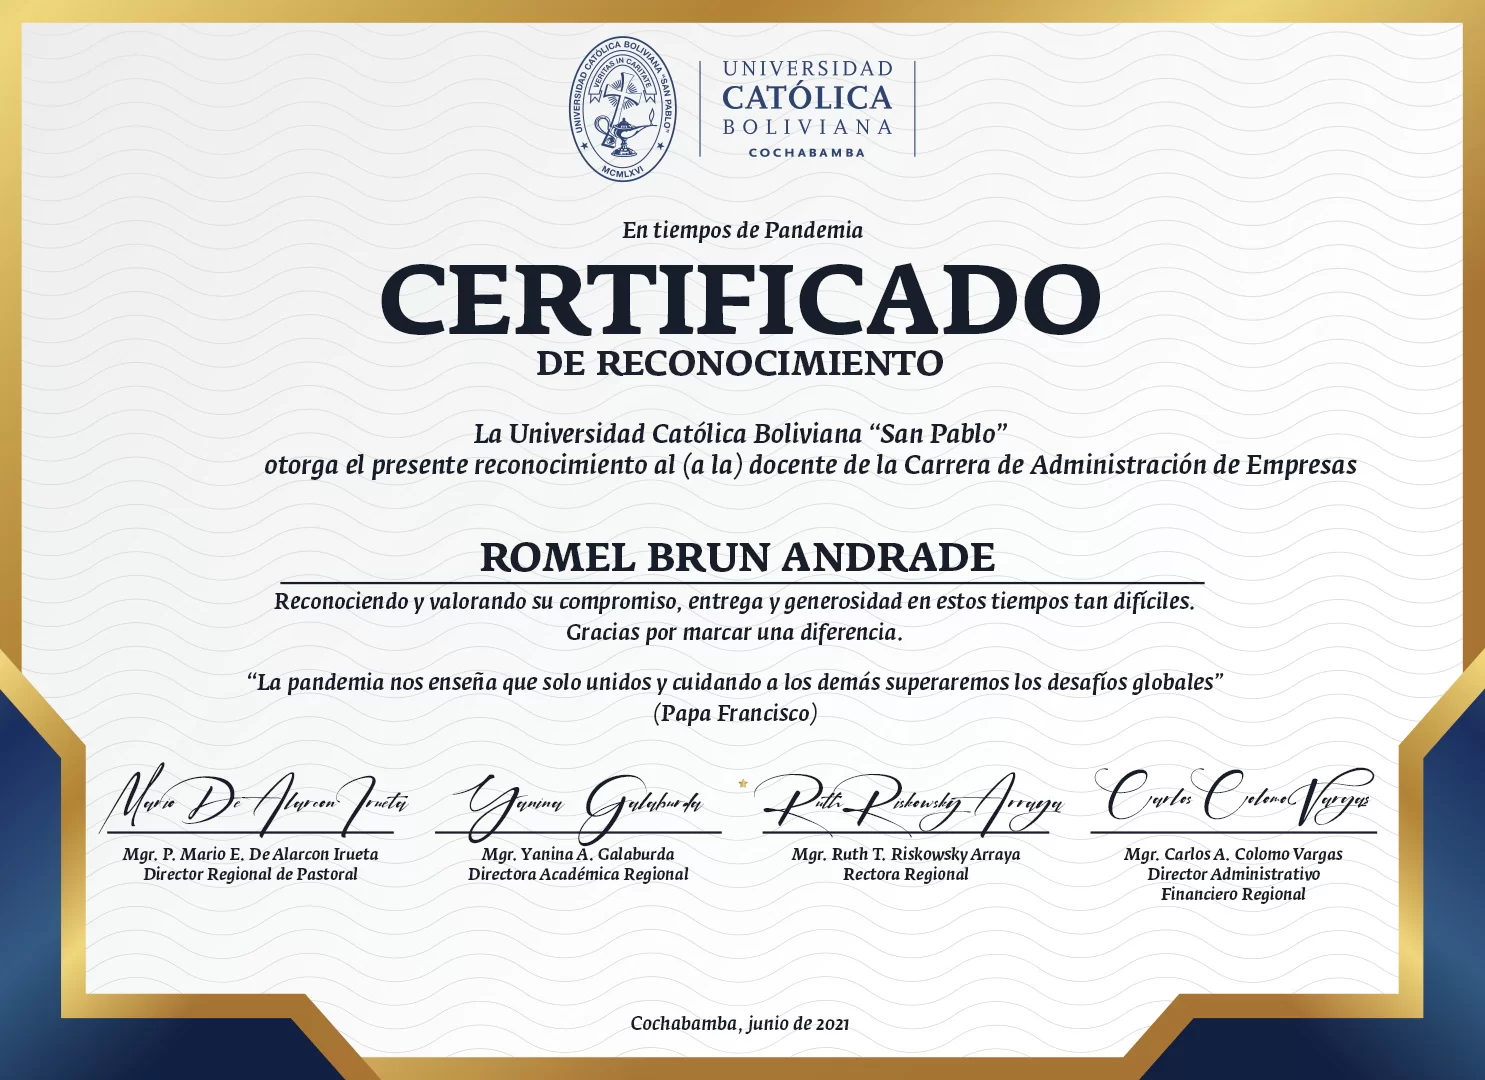 UNIVERSIDAD CATÓLICA BOLIVIANA "SAN PABLO"
VERITAS IN CARITATE
MCMLXVI
UNIVERSIDAD
CATÓLICA
BOLIVIANA
COCHABAMBA
En tiempos de Pandemia
CERTIFICADO
DE RECONOCIMIENTO
La Universidad Católica Boliviana “San Pablo”
otorga el presente reconocimiento al (a la) docente de la Carrera de Administración de Empresas
ROMEL BRUN ANDRADE
Reconociendo y valorando su compromiso, entrega y generosidad en estos tiempos tan difíciles.
Gracias por marcar una diferencia.
“La pandemia nos enseña que solo unidos y cuidando a los demás superaremos los desafíos globales”
(Papa Francisco)
Mario De Alarcon Irueta
Yanina Galaburda
Ruth Riskowsky Arraya
Carlos Colomo Vargas
Mgr. P. Mario E. De Alarcon Irueta
Director Regional de Pastoral
Mgr. Yanina A. Galaburda
Directora Académica Regional
Mgr. Ruth T. Riskowsky Arraya
Rectora Regional
Mgr. Carlos A. Colomo Vargas
Director Administrativo
Financiero Regional
Cochabamba, junio de 2021